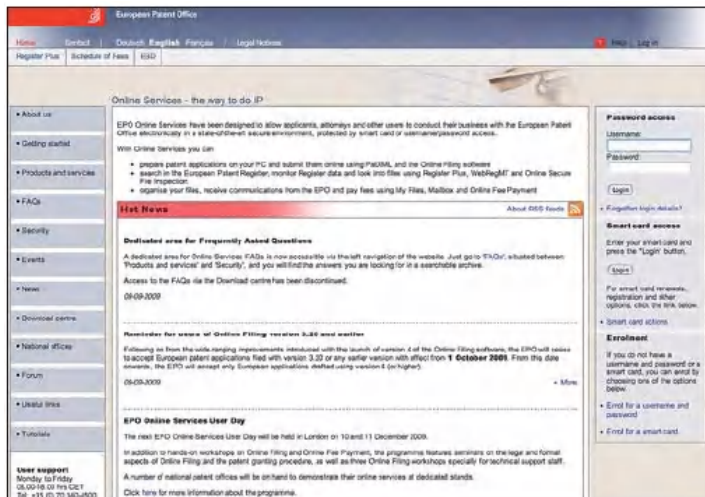 European Patent Office
Home Contact Deutsch English Français Legal Notices
Help Log in
Register Plus Schedule of Fees
Online Services - the way to do IP
• About us
• Getting started
• Products and services
• FAQs
• Security
• Events
• News
• Download centre
• National offices
• Forum
• Useful links
• Tutorials
User support
Monday to Friday
EPO Online Services have been designed to allow applicants, attorneys and other users to conduct their business with the European Patent
Office electronically in a state-of-the-art secure environment, protected by smart card or username/password access.
With Online Services you can
• prepare patent applications on your PC and submit them online using PatXML and the Online Filing software
• search in the European Patent Register, monitor Register data and look into files using Register Plus, WebRegMT and Online Secure
File Inspection
• organise your files, receive communications from the EPO and pay fees using My Files, Mailbox and Online Fee Payment
Hot News About RSS feeds
Dedicated area for Frequently Asked Questions
A dedicated area for Online Services FAQs is now accessible via the left navigation of the website. Just go to 'FAQs', situated between
'Products and services' and 'Security', and you will find the answers you are looking for in a searchable archive.
Access to the FAQs via the Download centre has been discontinued.
09-09-2009
Reminder for users of Online Filing version 3.20 and earlier
Following on from the wide-ranging improvements introduced with the launch of version 4 of the Online Filing software, the EPO will cease
to accept European patent applications filed with version 3.20 or any earlier version with effect from 1 October 2009. From this date
onwards, the EPO will accept only European applications drafted using version 4 (or higher).
09-09-2009
• More
EPO Online Services User Day
The next EPO Online Services User Day will be held in London on 10 and 11 December 2009.
In addition to hands-on workshops on Online Filing and Online Fee Payment, the programme features seminars on the legal and formal
aspects of Online Filing and the patent granting procedure, as well as three Online Filing workshops specially for technical support staff.
A number of national patent offices will be on hand to demonstrate their online services at dedicated stands.
Click here for more information about the programme.
Password access
Username:
Password:
Login
• Forgotten login details?
Smart card access
Enter your smart card and
press the "Login" button.
Login
For smart card renewals,
registration and other
options, click the link below.
• Smart card actions
Enrolment
If you do not have a
username and password or a
smart card, you can enrol by
choosing one of the options
below.
• Enrol for a username and
password
• Enrol for a smart card